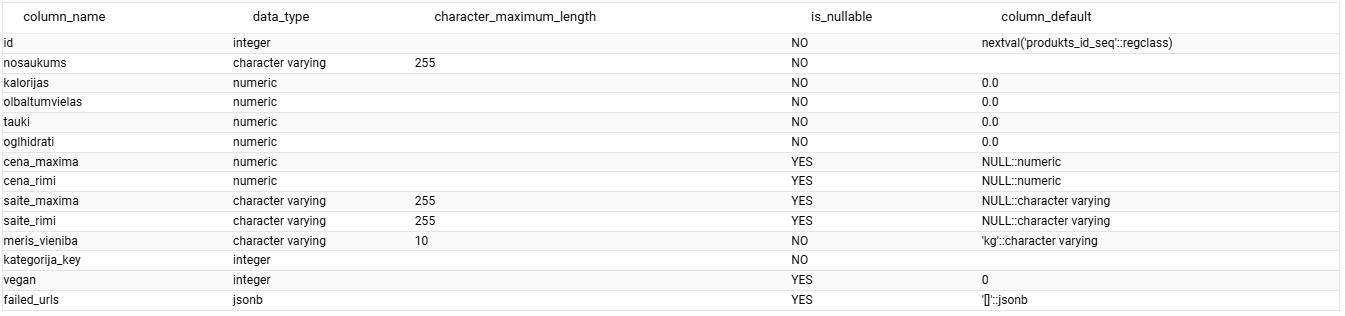 column_name data_type character_maximum_length is_nullable column_default
id integer NO nextval('produkts_id_seq'::regclass)
nosaukums character varying 255 NO
kalorijas numeric NO 0.0
olbaltumvielas numeric NO 0.0
tauki numeric NO 0.0
oglhidrati numeric NO 0.0
cena_maxima numeric YES NULL::numeric
cena_rimi numeric YES NULL::numeric
saite_maxima character varying 255 YES NULL::character varying
saite_rimi character varying 255 YES NULL::character varying
meris_vieniba character varying 10 NO 'kg'::character varying
kategorija_key integer NO
vegan integer YES 0
failed_urls jsonb YES '[]'::jsonb